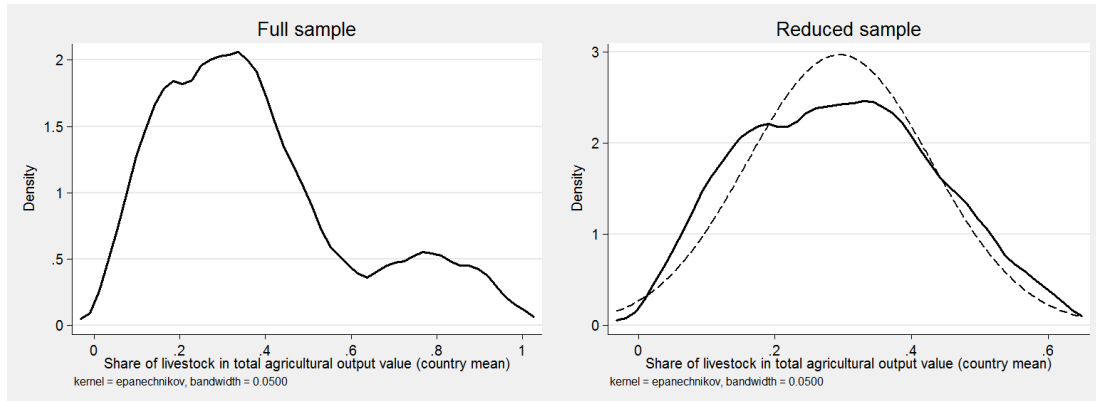 Full sample
2
1.5
1
.5
0
Density
0 .2 .4 .6 .8 1
Share of livestock in total agricultural output value (country mean)
kernel = epanechnikov, bandwidth = 0.0500
Reduced sample
3
2
1
0
Density
0 .2 .4 .6
Share of livestock in total agricultural output value (country mean)
kernel = epanechnikov, bandwidth = 0.0500